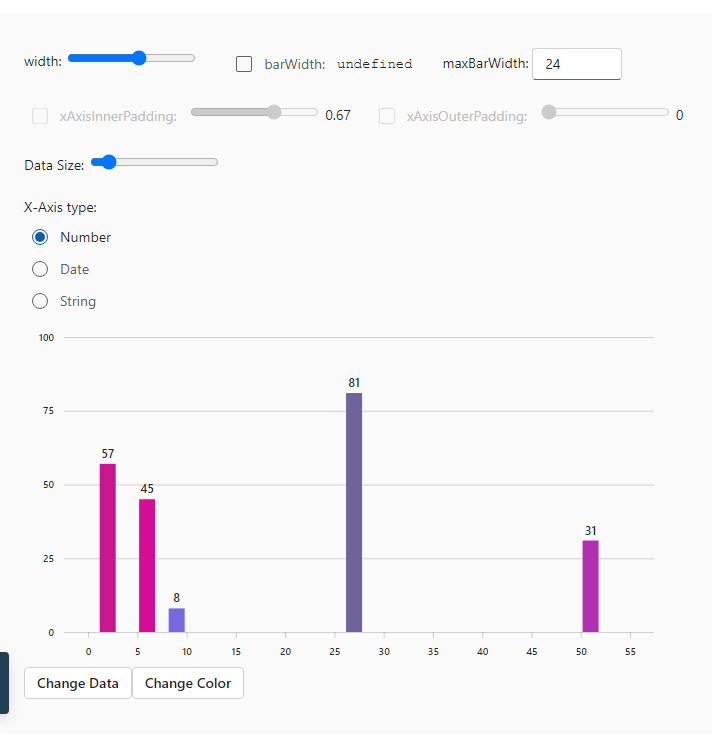 width: barWidth: undefined maxBarWidth: 24
xAxisInnerPadding: 0.67 xAxisOuterPadding: 0
Data Size:
X-Axis type:
Number
Date
String
100
81
75
57
50
45
31
25
8
0
0 5 10 15 20 25 30 35 40 45 50 55
Change Data Change Color